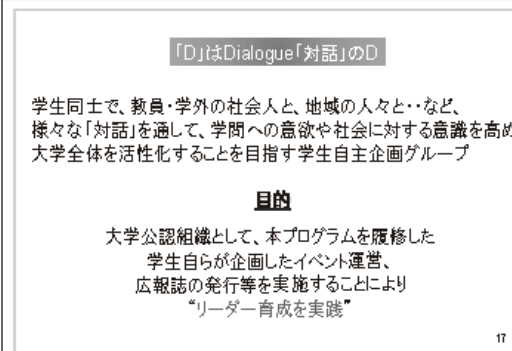 「D」はDialogue「対話」のD
学生同士で、教員・学外の社会人と、地域の人々と・・など、
様々な「対話」を通して、学問への意欲や社会に対する意識を高め
大学全体を活性化することを目指す学生自主企画グループ
目的
大学公認組織として、本プログラムを履修した
学生自らが企画したイベント運営、
広報誌の発行等を実施することにより
“リーダー育成を実践”
17